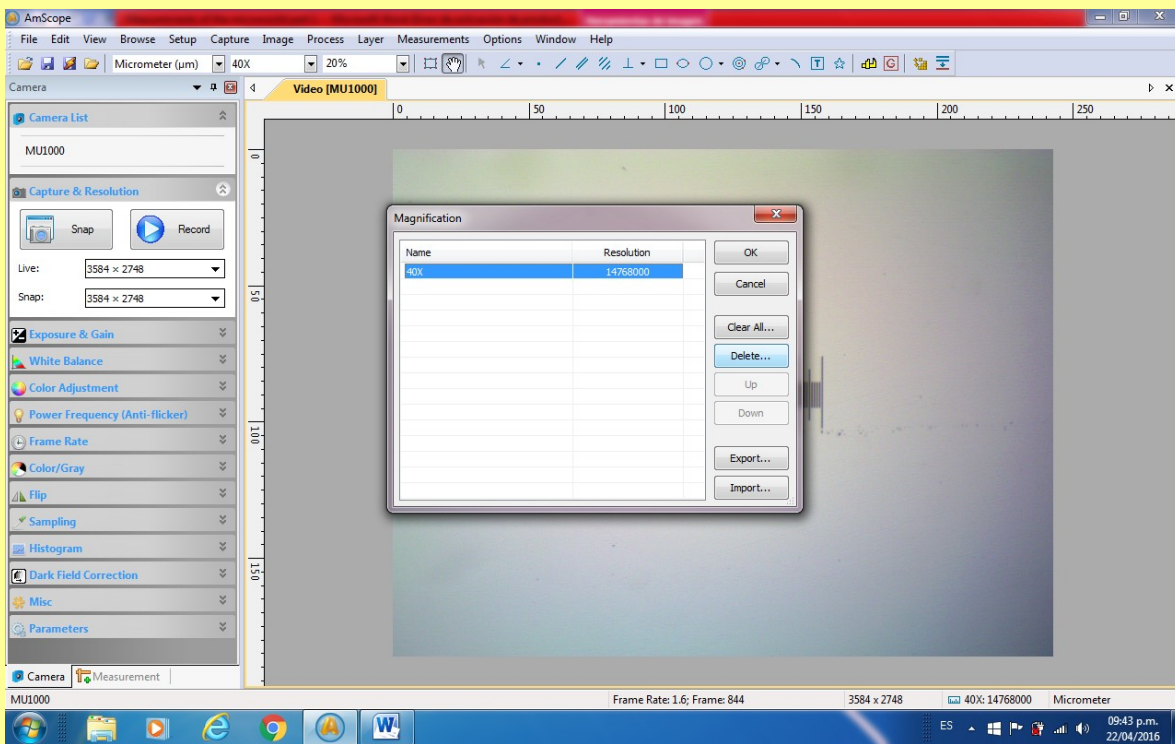 AmScope
Herramientas de imagen
File Edit View Browse Setup Capture Image Process Layer Measurements Options Window Help
Micrometer (µm) 40X 20%
Camera
Video [MU1000]
0 50 100 150 200 250
Camera List
MU1000
Capture & Resolution
Snap Record
Live: 3584 × 2748
Snap: 3584 × 2748
Exposure & Gain
White Balance
Color Adjustment
Power Frequency (Anti-flicker)
Frame Rate
Color/Gray
Flip
Sampling
Histogram
Dark Field Correction
Misc
Parameters
Camera Measurement
0
50
100
150
Magnification
Name Resolution
40X 14768000
OK
Cancel
Clear All...
Delete...
Up
Down
Export...
Import...
MU1000 Frame Rate: 1.6; Frame: 844 3584 x 2748 40X: 14768000 Micrometer
ES 09:43 p.m.
22/04/2016